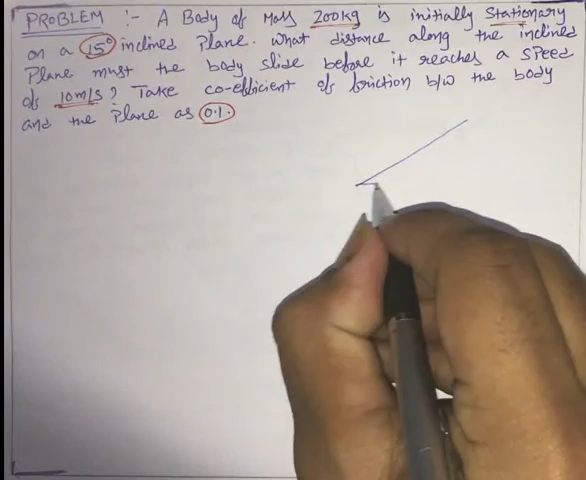 PROBLEM :- A Body of Mass 200kg is initially Stationary
on a 15° inclined Plane. What distance along the inclined
Plane must the body slide before it reaches a speed
of 10m/s? Take co-efficient of friction b/w the body
and the Plane as 0.1.